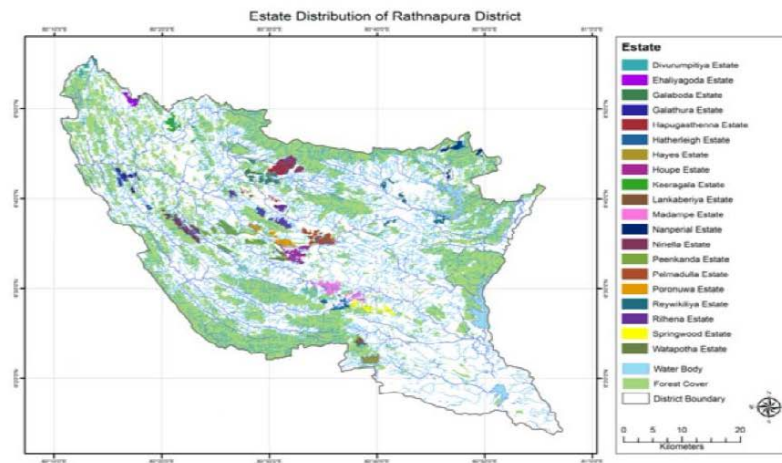 Estate Distribution of Rathnapura District
Estate
Divurumpitiya Estate
Ehaliyagoda Estate
Galaboda Estate
Galathura Estate
Hapugasthenna Estate
Hatherleigh Estate
Hayes Estate
Houpe Estate
Keeragala Estate
Lankaberiya Estate
Madampe Estate
Nanperial Estate
Niriella Estate
Peenkanda Estate
Pelmadulla Estate
Poronuwa Estate
Reywikiliya Estate
Rilhena Estate
Springwood Estate
Watapotha Estate
Water Body
Forest Cover
District Boundary
0 5 10 20
Kilometers